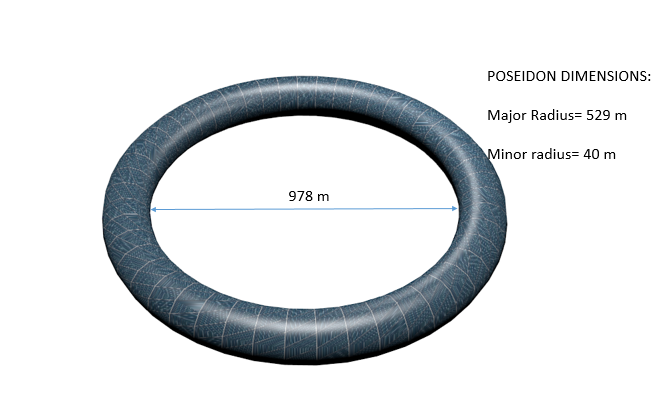 POSEIDON DIMENSIONS:
Major Radius= 529 m
Minor radius= 40 m
978 m